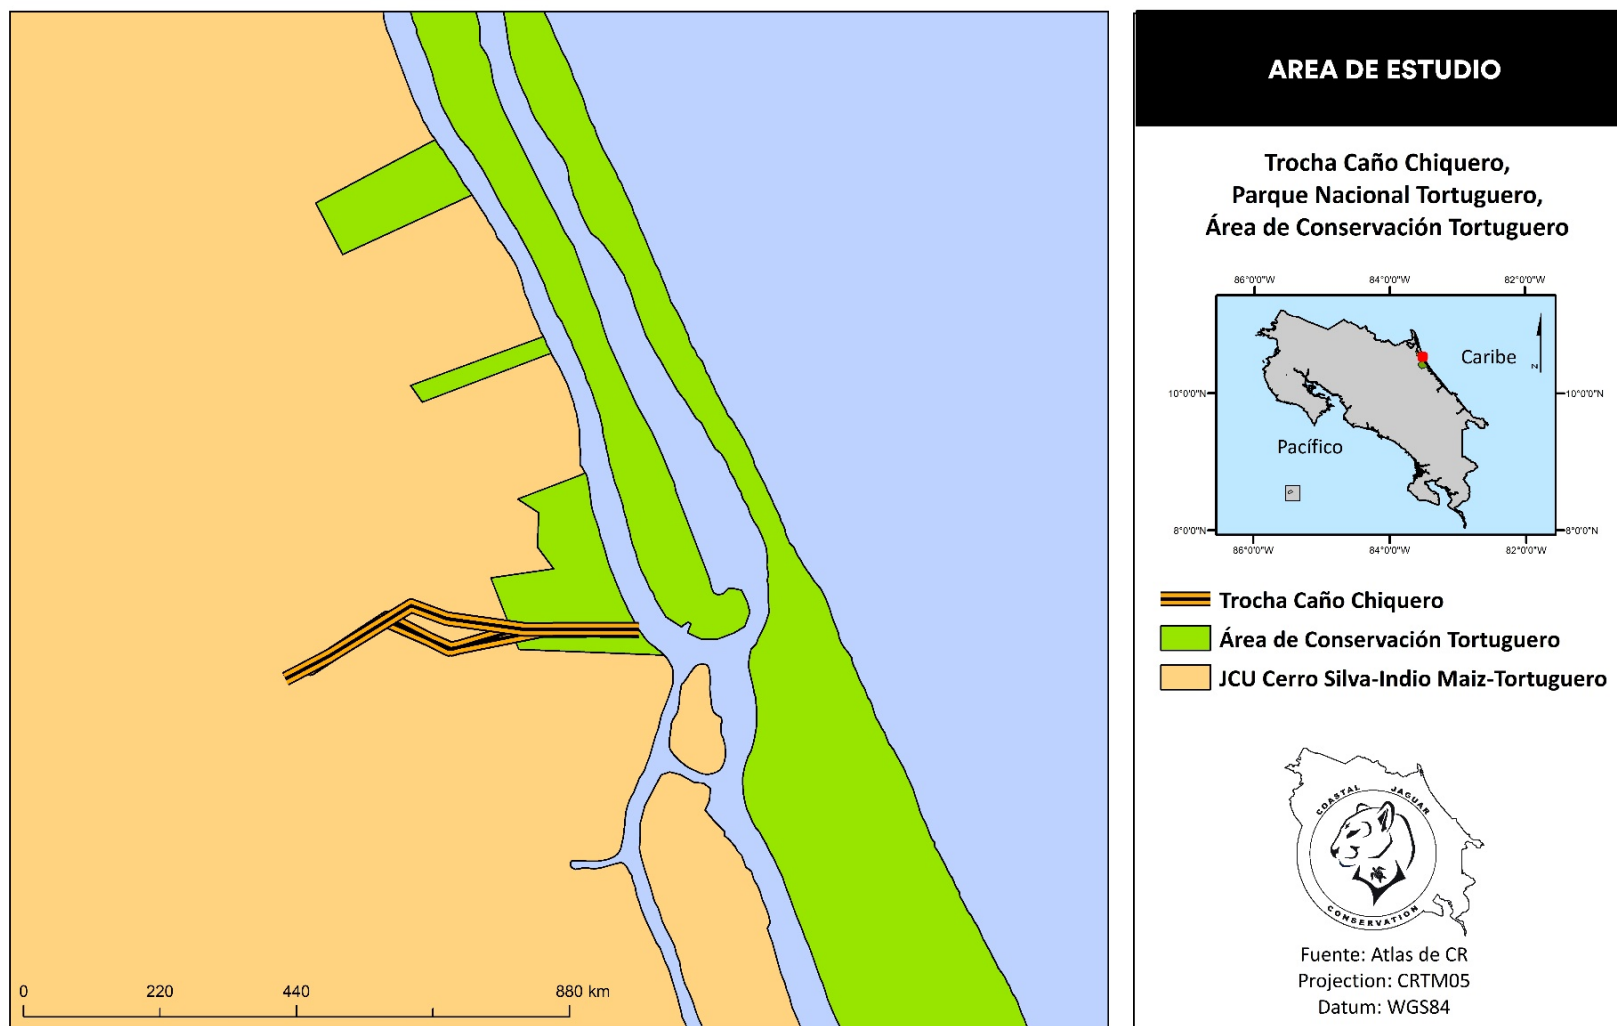 AREA DE ESTUDIO
Trocha Caño Chiquero,
Parque Nacional Tortuguero,
Área de Conservación Tortuguero
86°0'0"W 84°0'0"W 82°0'0"W
Caribe
N
10°0'0"N 10°0'0"N
Pacífico
8°0'0"N 8°0'0"N
86°0'0"W 84°0'0"W 82°0'0"W
Trocha Caño Chiquero
Área de Conservación Tortuguero
JCU Cerro Silva-Indio Maiz-Tortuguero
COASTAL JAGUAR
CONSERVATION
Fuente: Atlas de CR
Projection: CRTM05
Datum: WGS84
0 220 440 880 km